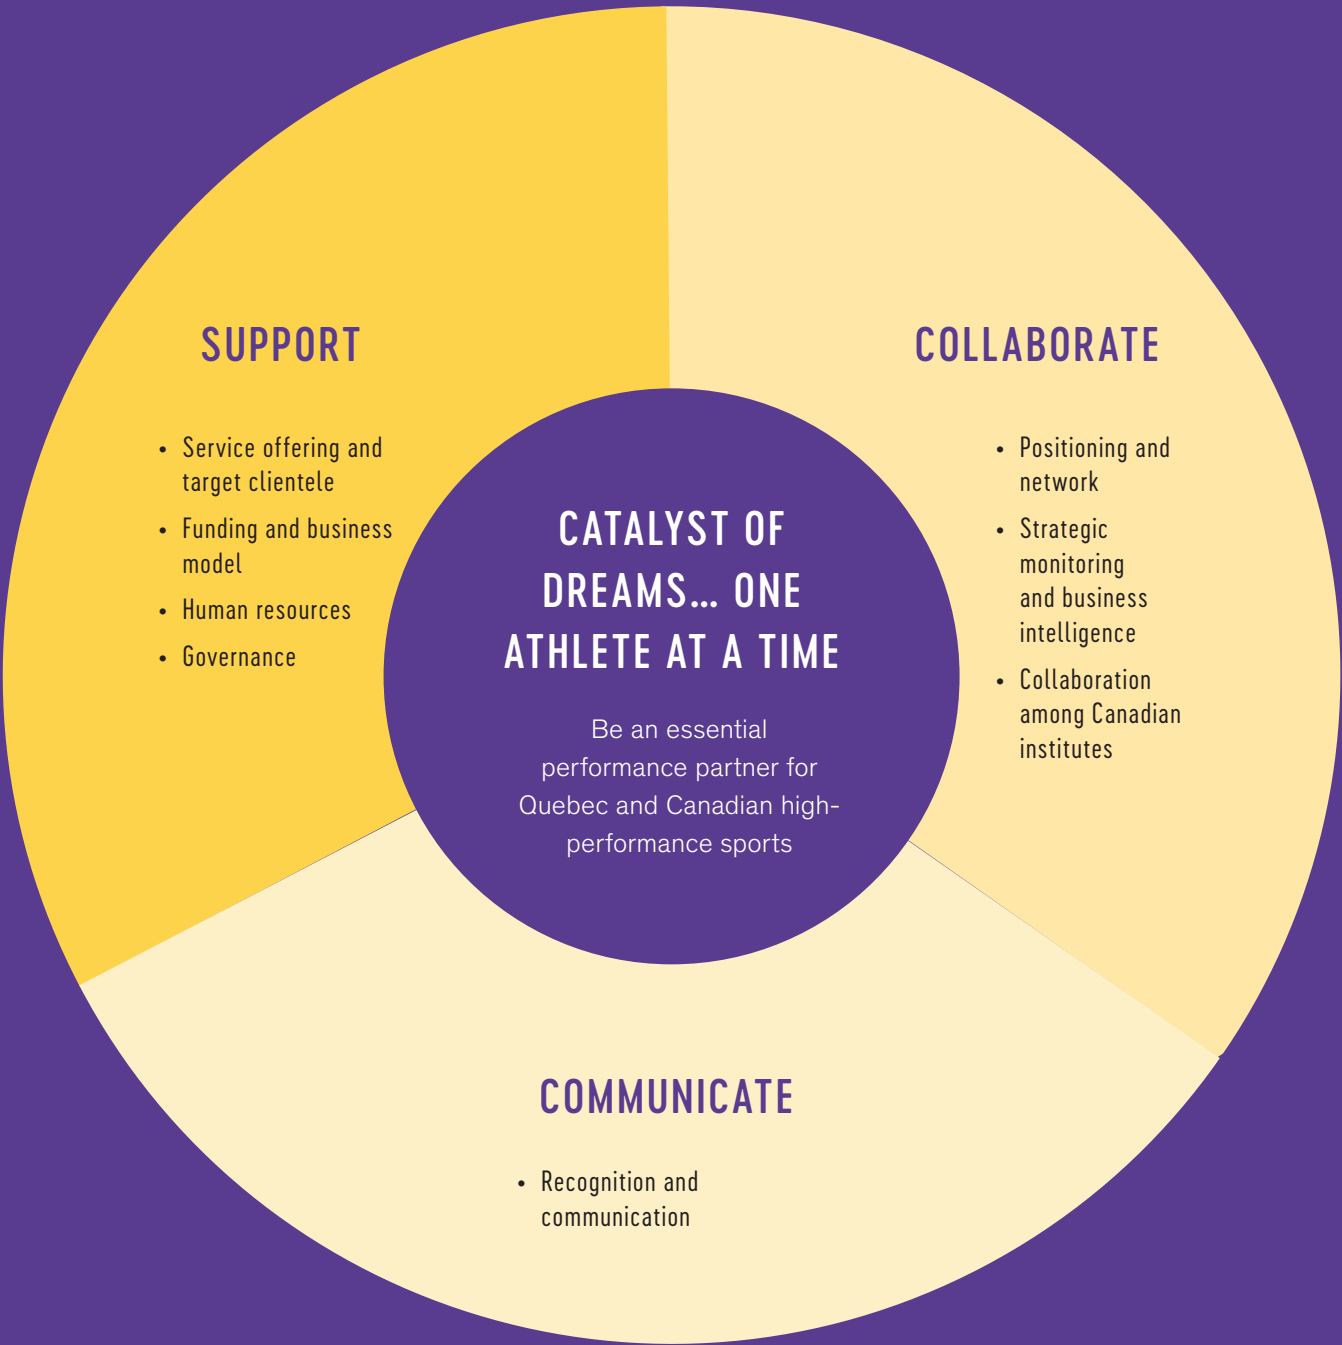 SUPPORT
• Service offering and
target clientele
• Funding and business
model
• Human resources
• Governance
COLLABORATE
• Positioning and
network
• Strategic
monitoring
and business
intelligence
• Collaboration
among Canadian
institutes
CATALYST OF
DREAMS... ONE
ATHLETE AT A TIME
Be an essential
performance partner for
Quebec and Canadian high-
performance sports
COMMUNICATE
• Recognition and
communication